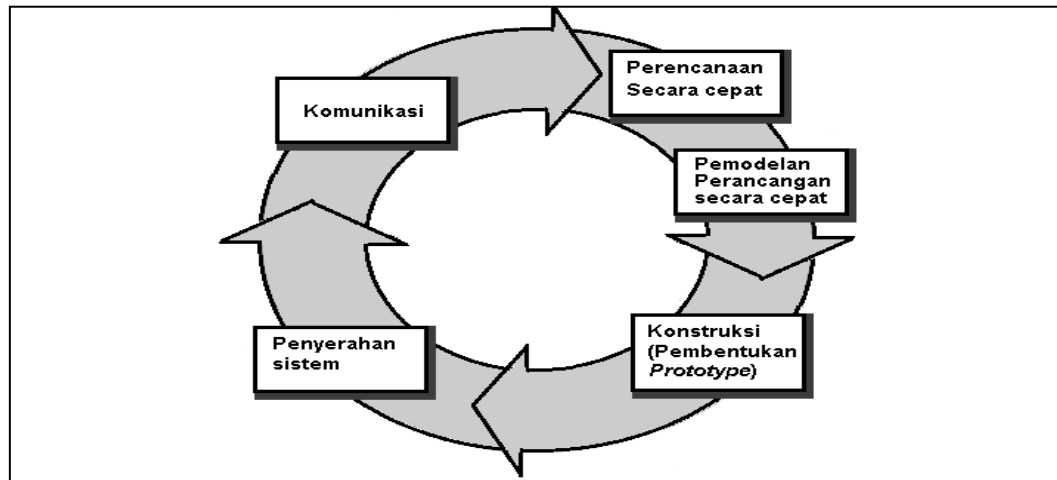 Komunikasi
Perencanaan
Secara cepat
Pemodelan
Perancangan
secara cepat
Konstruksi
(Pembentukan
Prototype)
Penyerahan
sistem